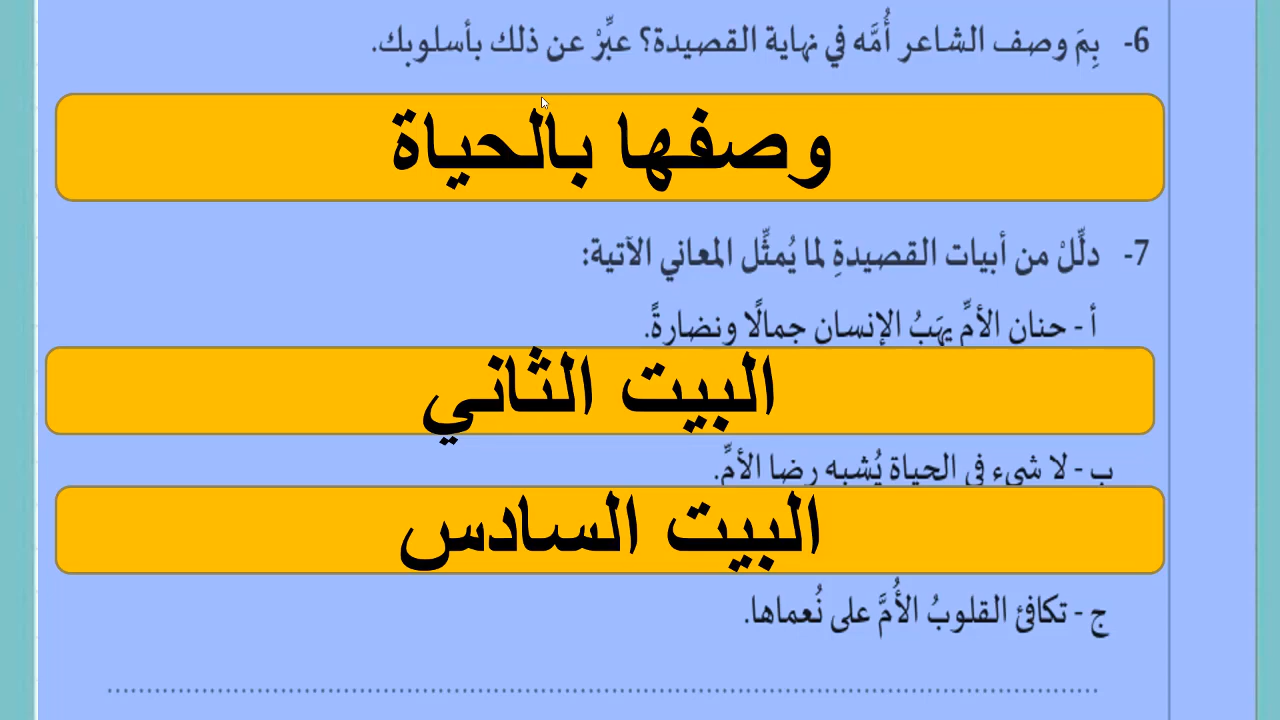 6- بِمَ وصف الشاعر أُمَّه في نهاية القصيدة؟ عبِّرْ عن ذلك بأسلوبك.
وصفها بالحياة
7- دلِّلْ من أبيات القصيدةِ لما يُمثِّل المعاني الآتية:
أ - حنان الأمِّ يهَبُ الإنسان جمالًا ونضارةً.
البيت الثاني
ب - لا شيء في الحياة يُشبه رضا الأمِّ.
البيت السادس
ج - تكافئ القلوبُ الأُمَّ على نُعماها.